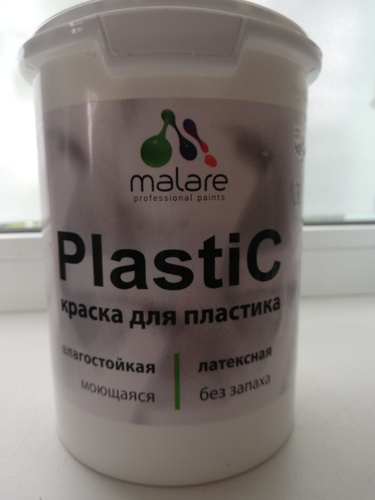 malare
professional paints
PlastiC
краска для пластика
влагостойкая
моющаяся
латексная
без запаха